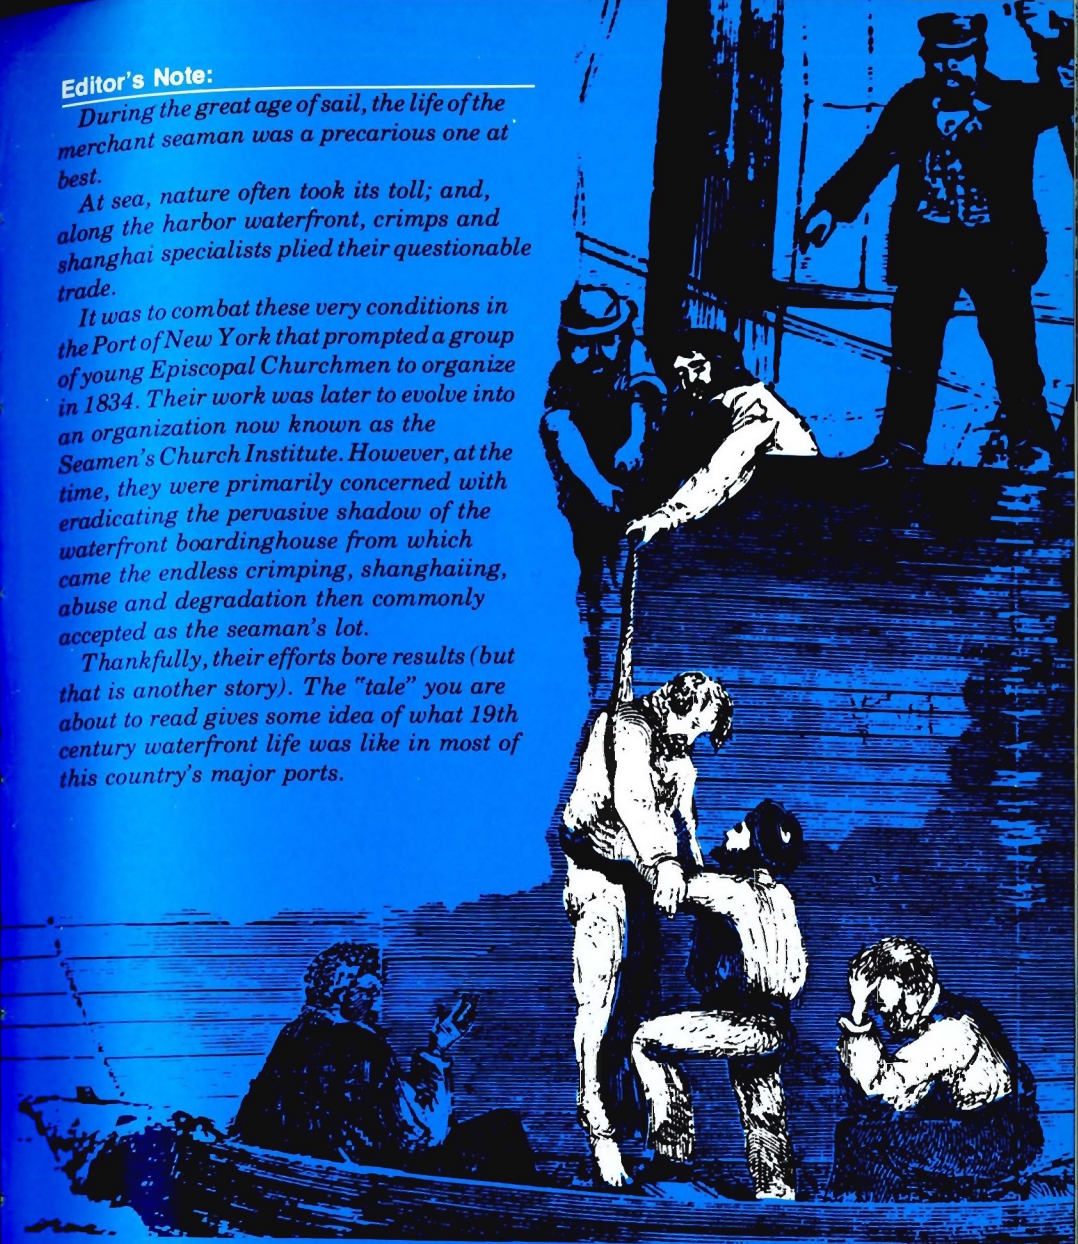 Editor's Note:
During the great age of sail, the life of the
merchant seaman was a precarious one at
best.
At sea, nature often took its toll; and,
along the harbor waterfront, crimps and
shanghai specialists plied their questionable
trade.
It was to combat these very conditions in
the Port of New York that prompted a group
of young Episcopal Churchmen to organize
in 1834. Their work was later to evolve into
an organization now known as the
Seamen's Church Institute. However, at the
time, they were primarily concerned with
eradicating the pervasive shadow of the
waterfront boardinghouse from which
came the endless crimping, shanghaiing,
abuse and degradation then commonly
accepted as the seaman's lot.
Thankfully, their efforts bore results (but
that is another story). The "tale" you are
about to read gives some idea of what 19th
century waterfront life was like in most of
this country's major ports.